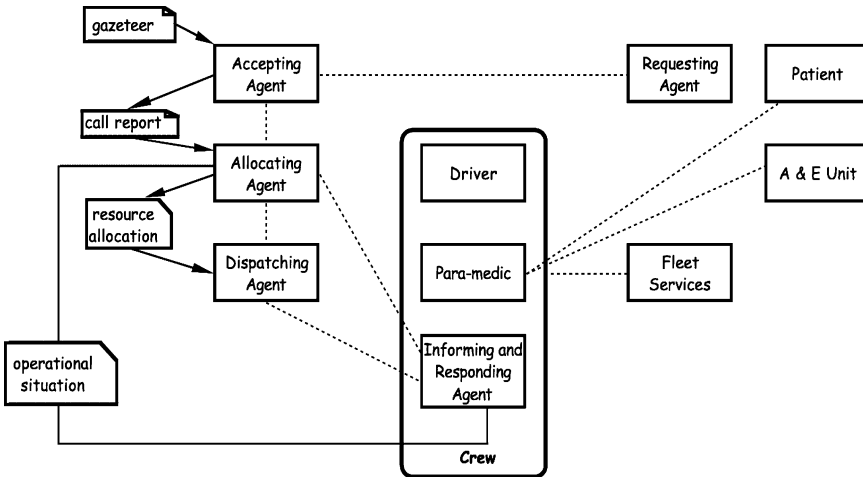 gazeteer
Accepting
Agent
Requesting
Agent
Patient
call report
Allocating
Agent
Driver
A & E Unit
resource
allocation
Dispatching
Agent
Para-medic
Fleet
Services
Informing and
Responding
Agent
operational
situation
Crew